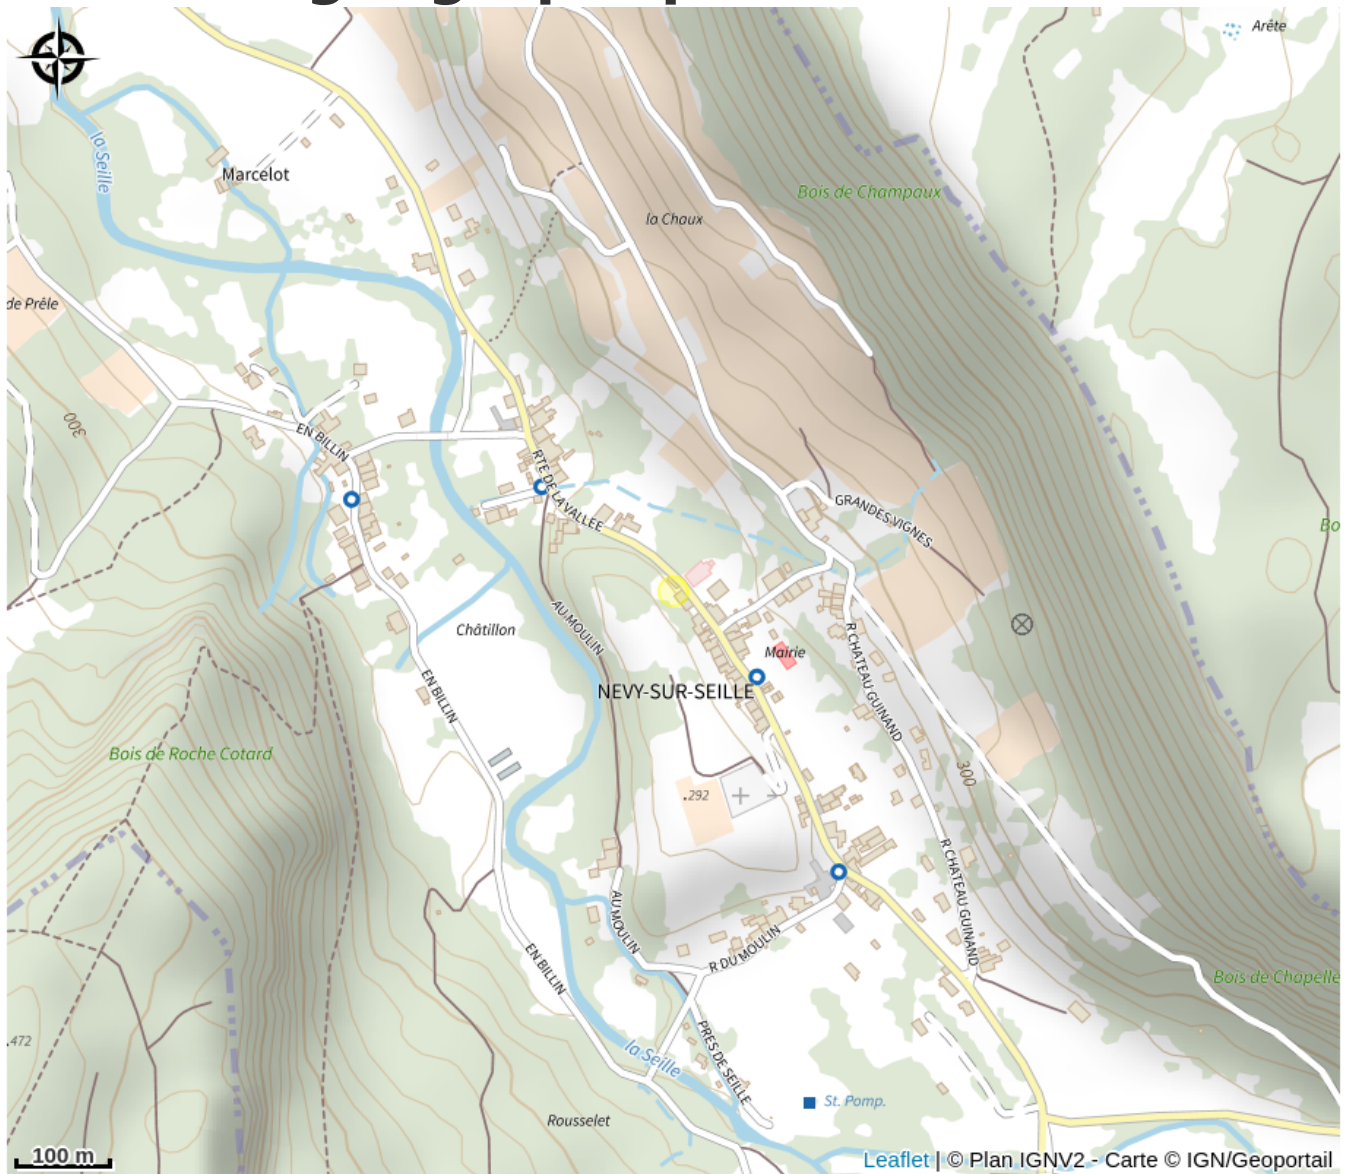 Arête
la Seille
Marcelot
Bois de Champaux
la Chaux
de Prêle
300
EN BILLIN
RTE DE LA VALLEE
GRANDES VIGNES
Bo
AU MOULIN
Châtillon
R CHATEAU GUINAND
Mairie
EN BILLIN
NEVY-SUR-SEILLE
Bois de Roche Cotard
300
.292
R CHATEAU GUINAND
AU MOULIN
R DU MOULIN
EN BILLIN
Bois de Chapelle
.472
PRES DE SEILLE
la Seille
St. Pomp.
Rousselet
100 m
Leaflet | © Plan IGNV2 - Carte © IGN/Geoportail